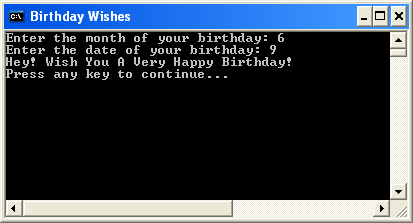 Birthday Wishes
Enter the month of your birthday: 6
Enter the date of your birthday: 9
Hey! Wish You A Very Happy Birthday!
Press any key to continue...